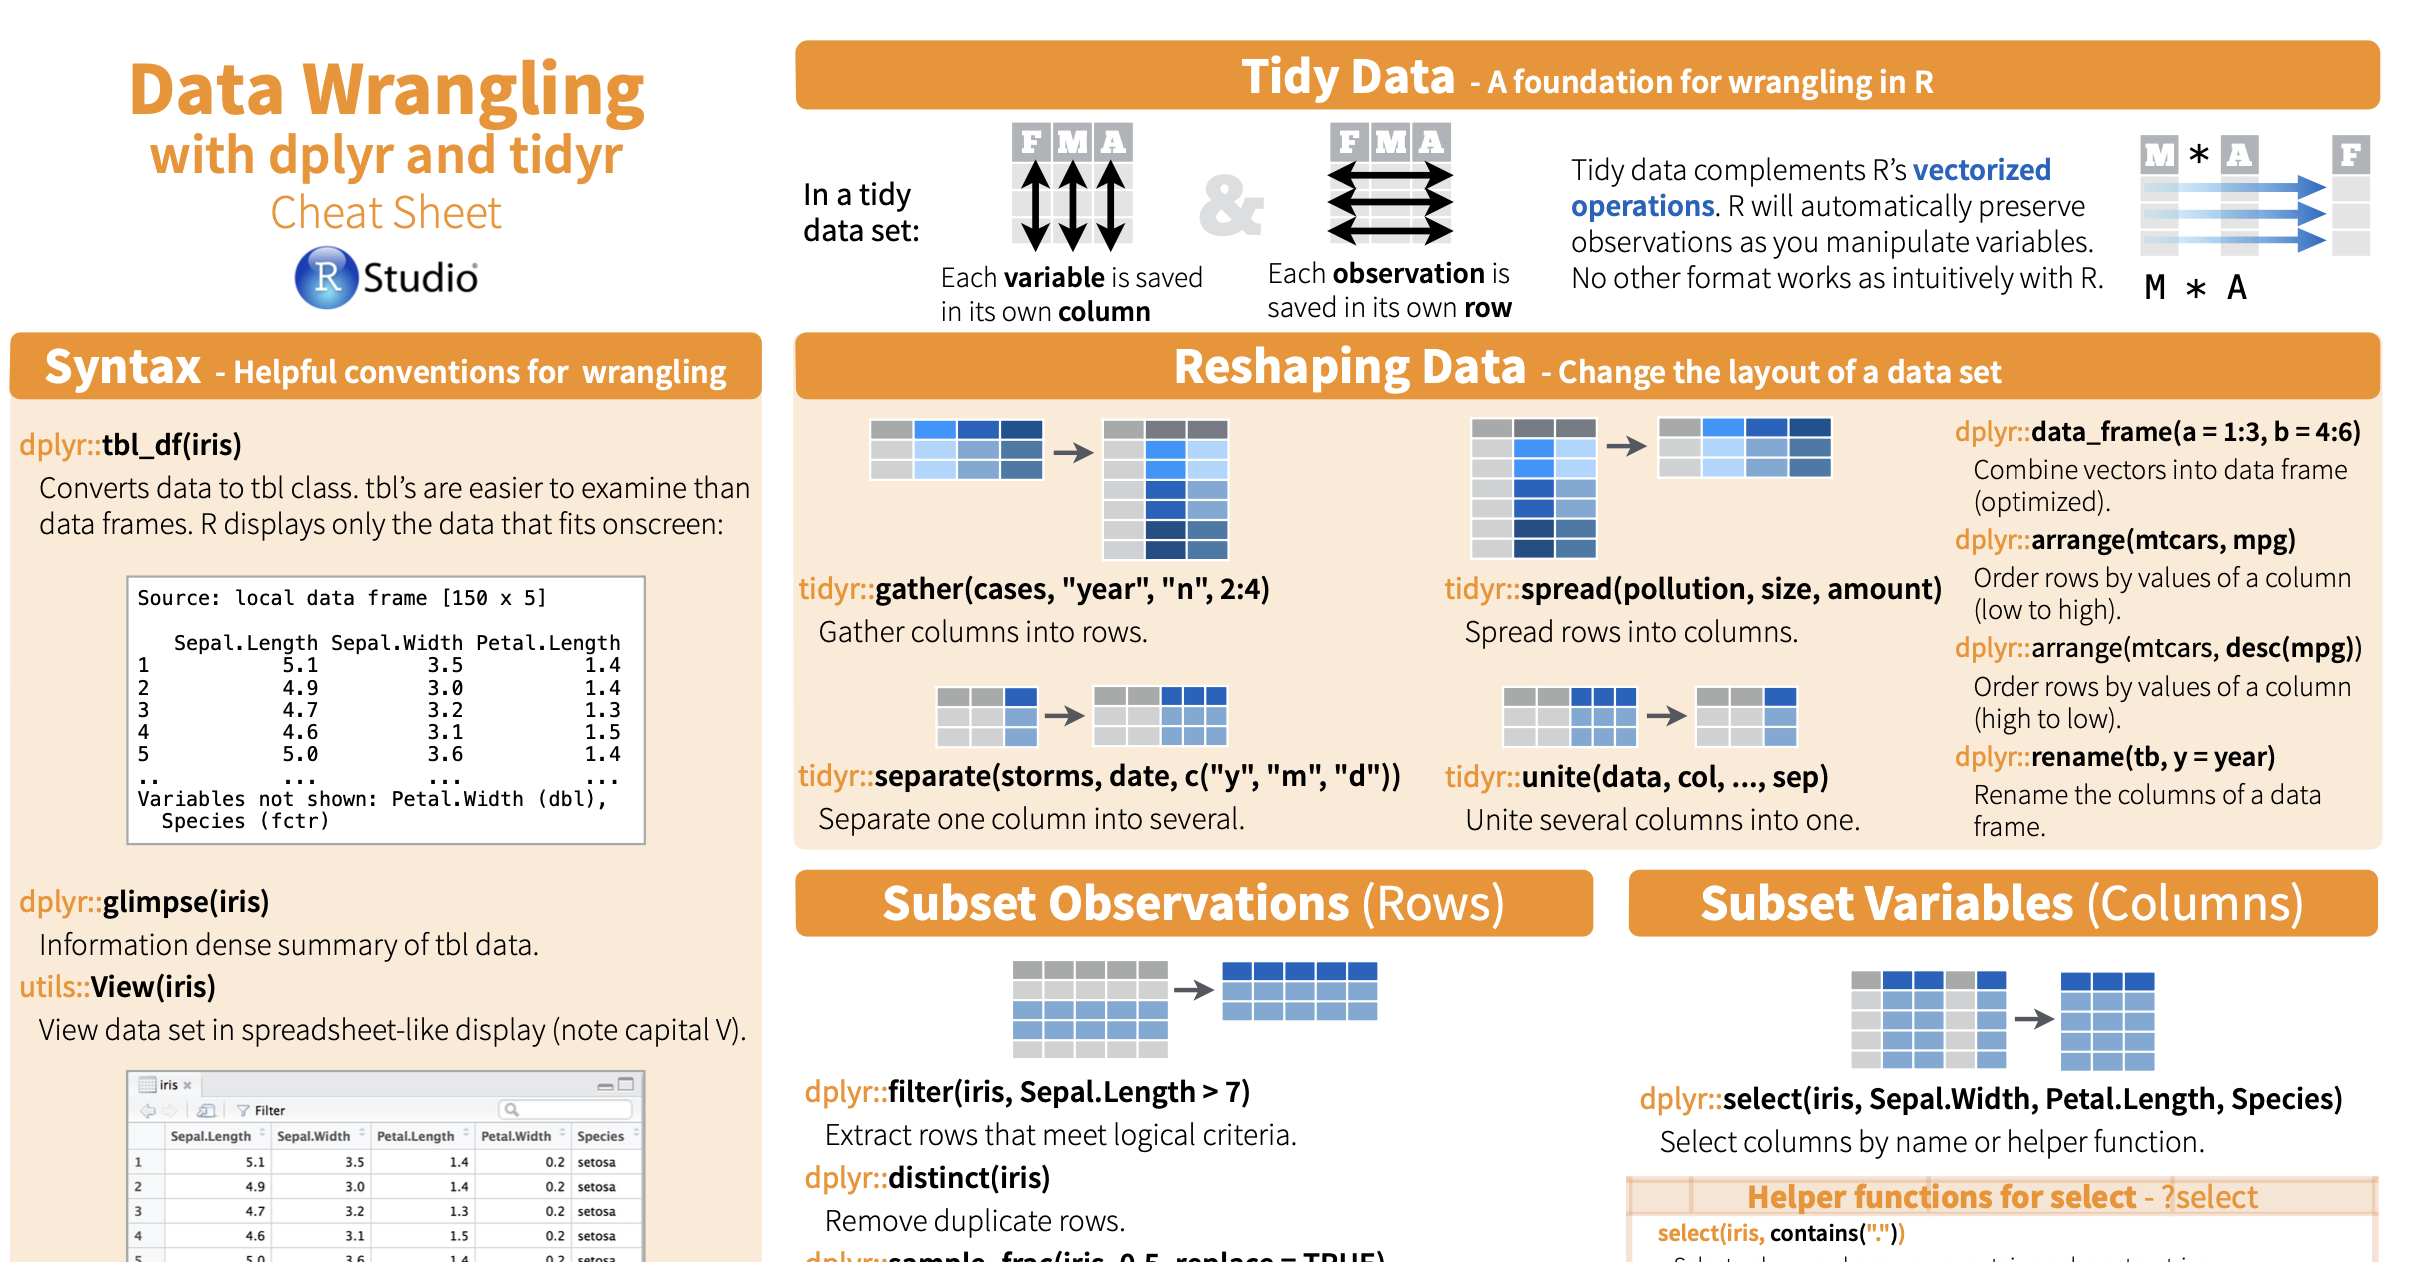 Data Wrangling
with dplyr and tidyr
Cheat Sheet
R Studio
Syntax - Helpful conventions for wrangling
dplyr::tbl_df(iris)
Converts data to tbl class. tbl's are easier to examine than
data frames. R displays only the data that fits onscreen:
Source: local data frame [150 x 5]
Sepal.Length Sepal.Width Petal.Length
1 5.1 3.5 1.4
2 4.9 3.0 1.4
3 4.7 3.2 1.3
4 4.6 3.1 1.5
5 5.0 3.6 1.4
.. ... ... ...
Variables not shown: Petal.Width (dbl),
Species (fctr)
dplyr::glimpse(iris)
Information dense summary of tbl data.
utils::View(iris)
View data set in spreadsheet-like display (note capital V).
iris
Filter
Sepal.Length Sepal.Width Petal.Length Petal.Width Species
1 5.1 3.5 1.4 0.2 setosa
2 4.9 3.0 1.4 0.2 setosa
3 4.7 3.2 1.3 0.2 setosa
4 4.6 3.1 1.5 0.2 setosa
5 5.0 3.6 1.4 0.2 setosa
Tidy Data - A foundation for wrangling in R
In a tidy
data set:
F M A
Each variable is saved
in its own column
&
F M A
Each observation is
saved in its own row
Tidy data complements R's vectorized
operations. R will automatically preserve
observations as you manipulate variables.
No other format works as intuitively with R.
M * A F
M * A
Reshaping Data - Change the layout of a data set
tidyr::gather(cases, "year", "n", 2:4)
Gather columns into rows.
tidyr::spread(pollution, size, amount)
Spread rows into columns.
tidyr::separate(storms, date, c("y", "m", "d"))
Separate one column into several.
tidyr::unite(data, col, ..., sep)
Unite several columns into one.
dplyr::data_frame(a = 1:3, b = 4:6)
Combine vectors into data frame
(optimized).
dplyr::arrange(mtcars, mpg)
Order rows by values of a column
(low to high).
dplyr::arrange(mtcars, desc(mpg))
Order rows by values of a column
(high to low).
dplyr::rename(tb, y = year)
Rename the columns of a data
frame.
Subset Observations (Rows)
dplyr::filter(iris, Sepal.Length > 7)
Extract rows that meet logical criteria.
dplyr::distinct(iris)
Remove duplicate rows.
dplyr::sample_frac(iris, 0.5, replace = TRUE)
Subset Variables (Columns)
dplyr::select(iris, Sepal.Width, Petal.Length, Species)
Select columns by name or helper function.
Helper functions for select - ?select
select(iris, contains("."))